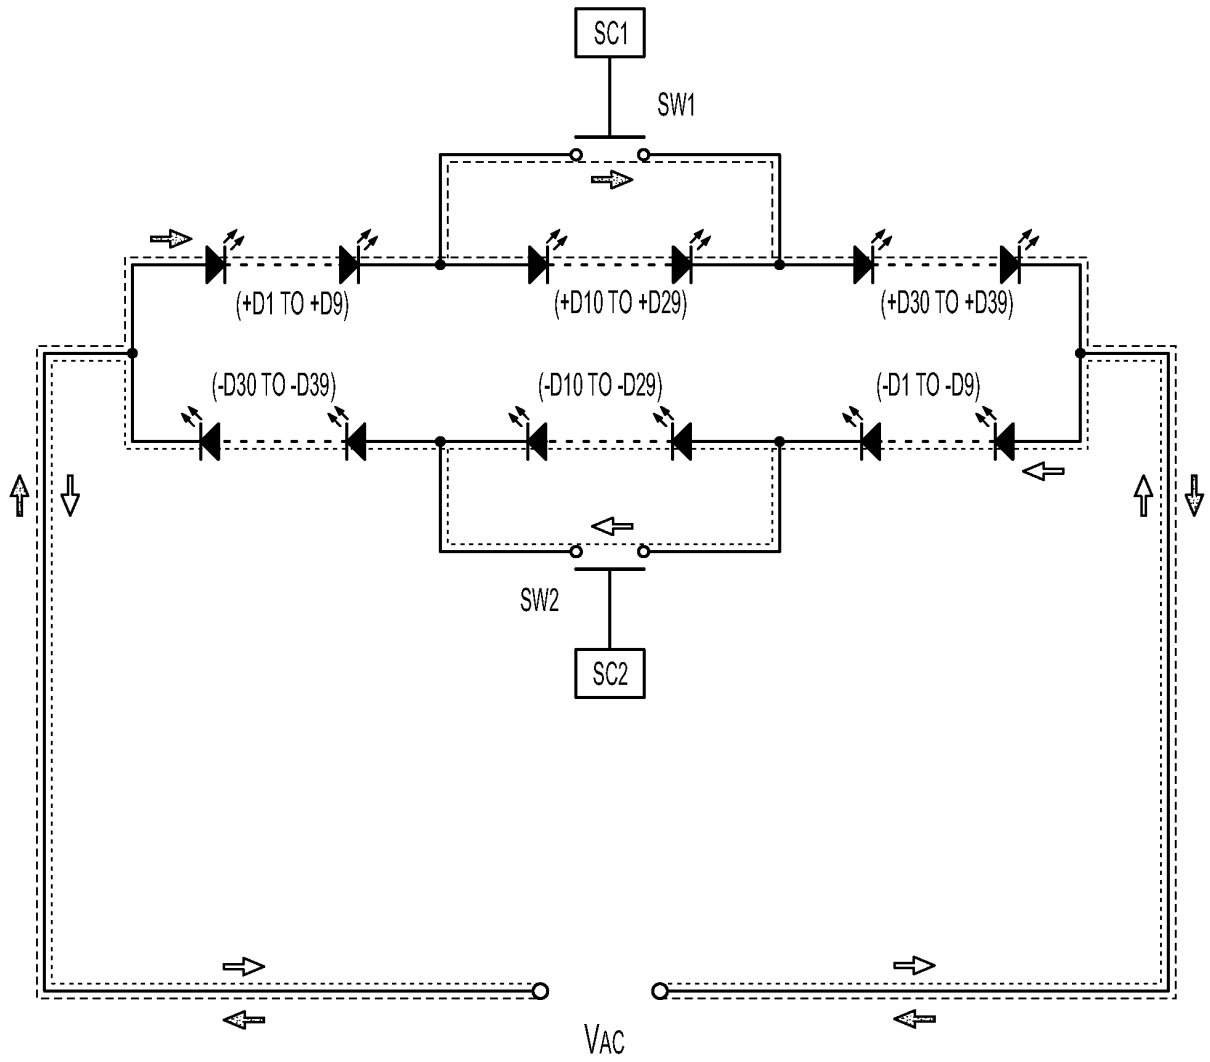 SC1
SW1
(+D1 TO +D9)
(+D10 TO +D29)
(+D30 TO +D39)
(-D30 TO -D39)
(-D10 TO -D29)
(-D1 TO -D9)
SW2
SC2
VAC